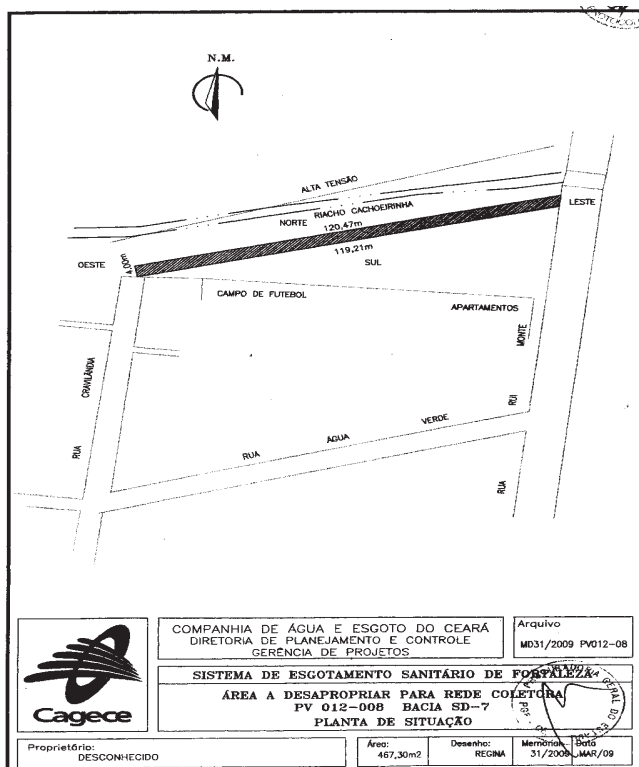 N.M.
ALTA TENSÃO
RIACHO CACHOEIRINHA
NORTE
LESTE
120,47m
119,21m
SUL
OESTE
4,00m
CAMPO DE FUTEBOL
APARTAMENTOS
RUA CRAVILÂNDIA
RUA RUI MONTE
RUA AGUA VERDE
Cagece
COMPANHIA DE ÁGUA E ESGOTO DO CEARÁ
DIRETORIA DE PLANEJAMENTO E CONTROLE
GERÊNCIA DE PROJETOS
Arquivo
MD31/2009 PV012-08
SISTEMA DE ESGOTAMENTO SANITÁRIO DE FORTALEZA
ÁREA A DESAPROPRIAR PARA REDE COLETORA
PV 012-008 BACIA SD-7
PLANTA DE SITUAÇÃO
Proprietário:
DESCONHECIDO
Área:
467,30m2
Desenho:
REGINA
Memorial
31/2009
Data
MAR/09
GERAL DO